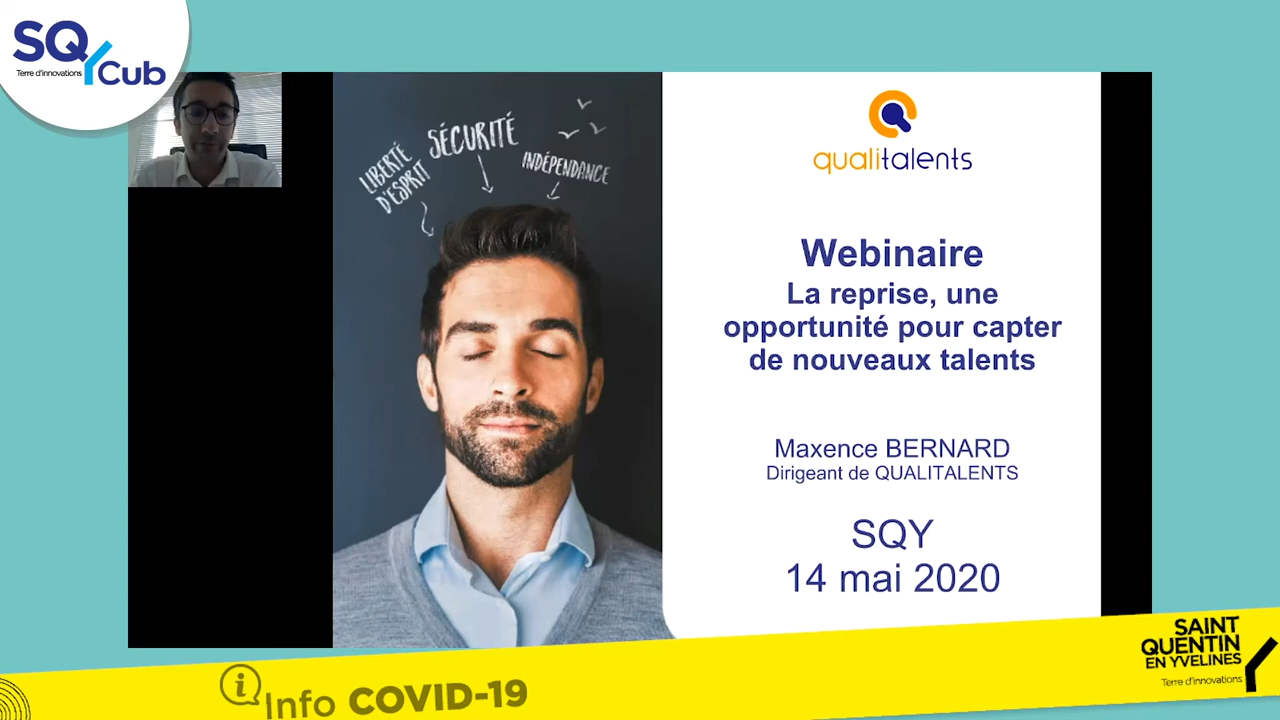 SQY Cub
Terre d'innovations
LIBERTÉ
D'ESPRIT
SÉCURITÉ
INDÉPENDANCE
qualitalents
Webinaire
La reprise, une
opportunité pour capter
de nouveaux talents
Maxence BERNARD
Dirigeant de QUALITALENTS
SQY
14 mai 2020
i Info COVID-19
SAINT
QUENTIN
EN YVELINES
Terre d'innovations